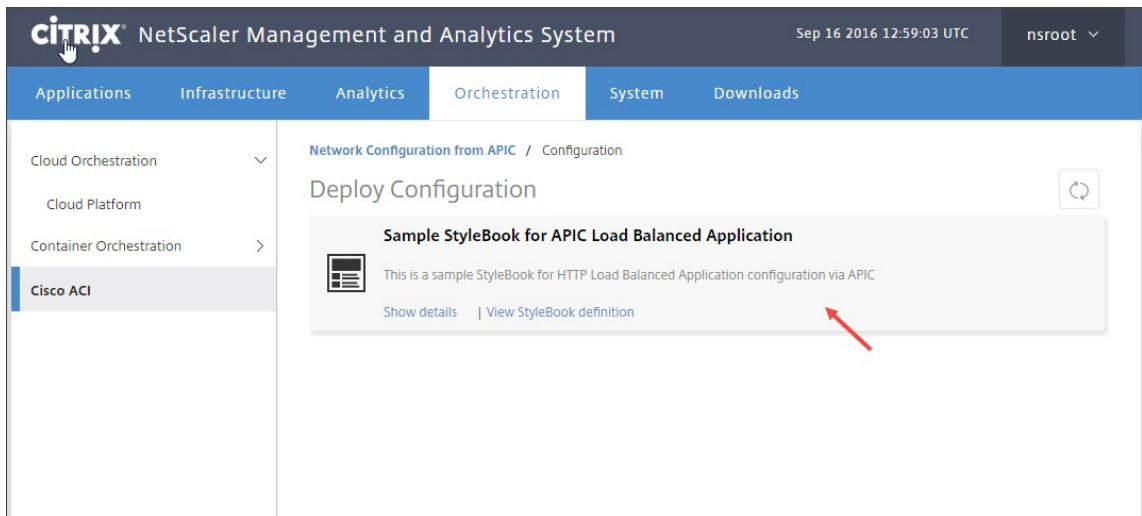 CITRIX NetScaler Management and Analytics System Sep 16 2016 12:59:03 UTC nsroot
Applications Infrastructure Analytics Orchestration System Downloads
Cloud Orchestration
Cloud Platform
Container Orchestration
Cisco ACI
Network Configuration from APIC / Configuration
Deploy Configuration
Sample StyleBook for APIC Load Balanced Application
This is a sample StyleBook for HTTP Load Balanced Application configuration via APIC
Show details | View StyleBook definition